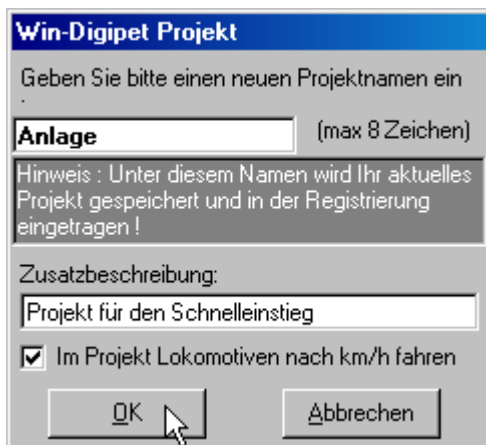 Win-Digipet Projekt
Geben Sie bitte einen neuen Projektnamen ein
:
Anlage (max 8 Zeichen)
Hinweis : Unter diesem Namen wird Ihr aktuelles
Projekt gespeichert und in der Registrierung
eingetragen !
Zusatzbeschreibung:
Projekt für den Schnelleinstieg
Im Projekt Lokomotiven nach km/h fahren
OK Abbrechen